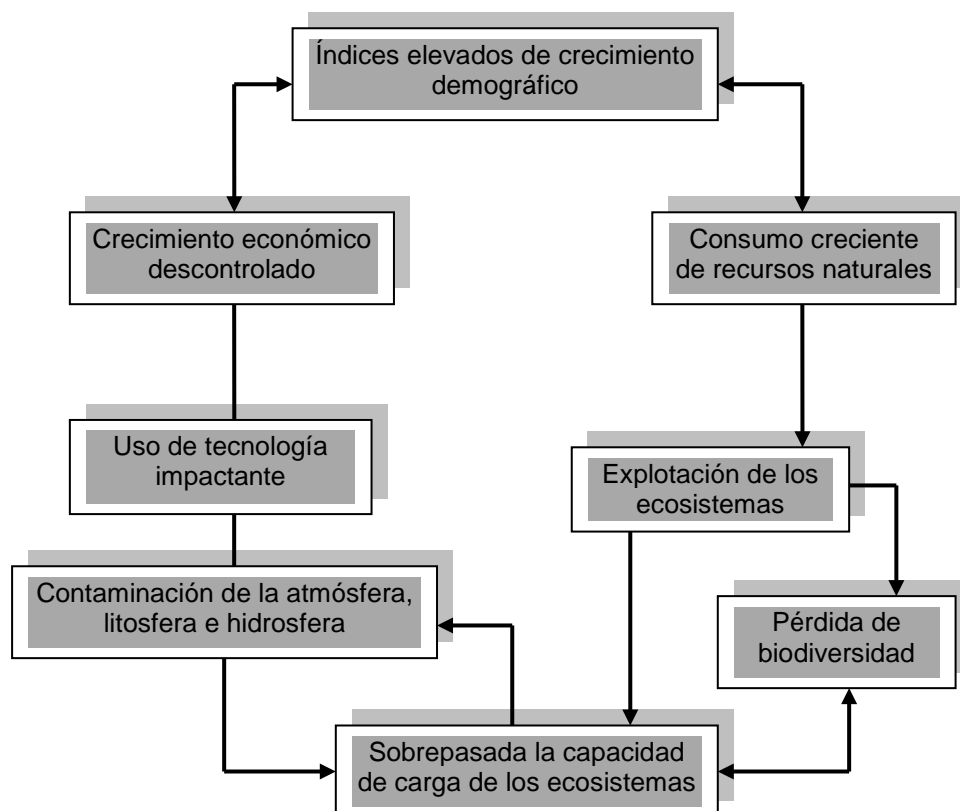 Índices elevados de crecimiento
demográfico
Crecimiento económico
descontrolado
Consumo creciente
de recursos naturales
Uso de tecnología
impactante
Explotación de los
ecosistemas
Contaminación de la atmósfera,
litosfera e hidrosfera
Pérdida de
biodiversidad
Sobrepasada la capacidad
de carga de los ecosistemas